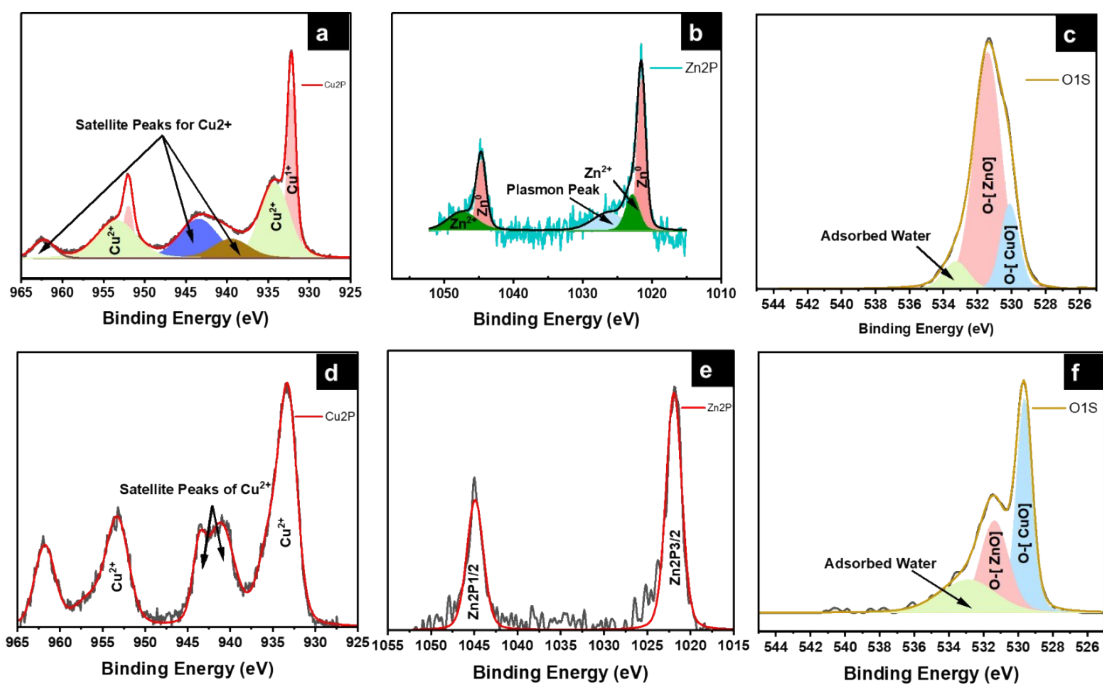 a
Cu2P
Satellite Peaks for Cu2+
Cu²⁺
Cu²⁺
Cu¹⁺
965 960 955 950 945 940 935 930 925
Binding Energy (eV)
b
Zn2P
Zn²⁺
Plasmon Peak
Zn²⁺
Zn⁰
Zn⁰
1050 1040 1030 1020 1010
Binding Energy (eV)
c
O1S
Adsorbed Water
O-] ZnO]
O-] CuO]
544 542 540 538 536 534 532 530 528 526
Binding Energy (eV)
d
Cu2P
Satellite Peaks of Cu²⁺
Cu²⁺
Cu²⁺
965 960 955 950 945 940 935 930 925
Binding Energy (eV)
e
Zn2P
Zn2P1/2
Zn2P3/2
1055 1050 1045 1040 1035 1030 1025 1020 1015
Binding Energy (eV)
f
O1S
Adsorbed Water
O-] ZnO]
O-] CuO]
544 542 540 538 536 534 532 530 528 526
Binding Energy (eV)